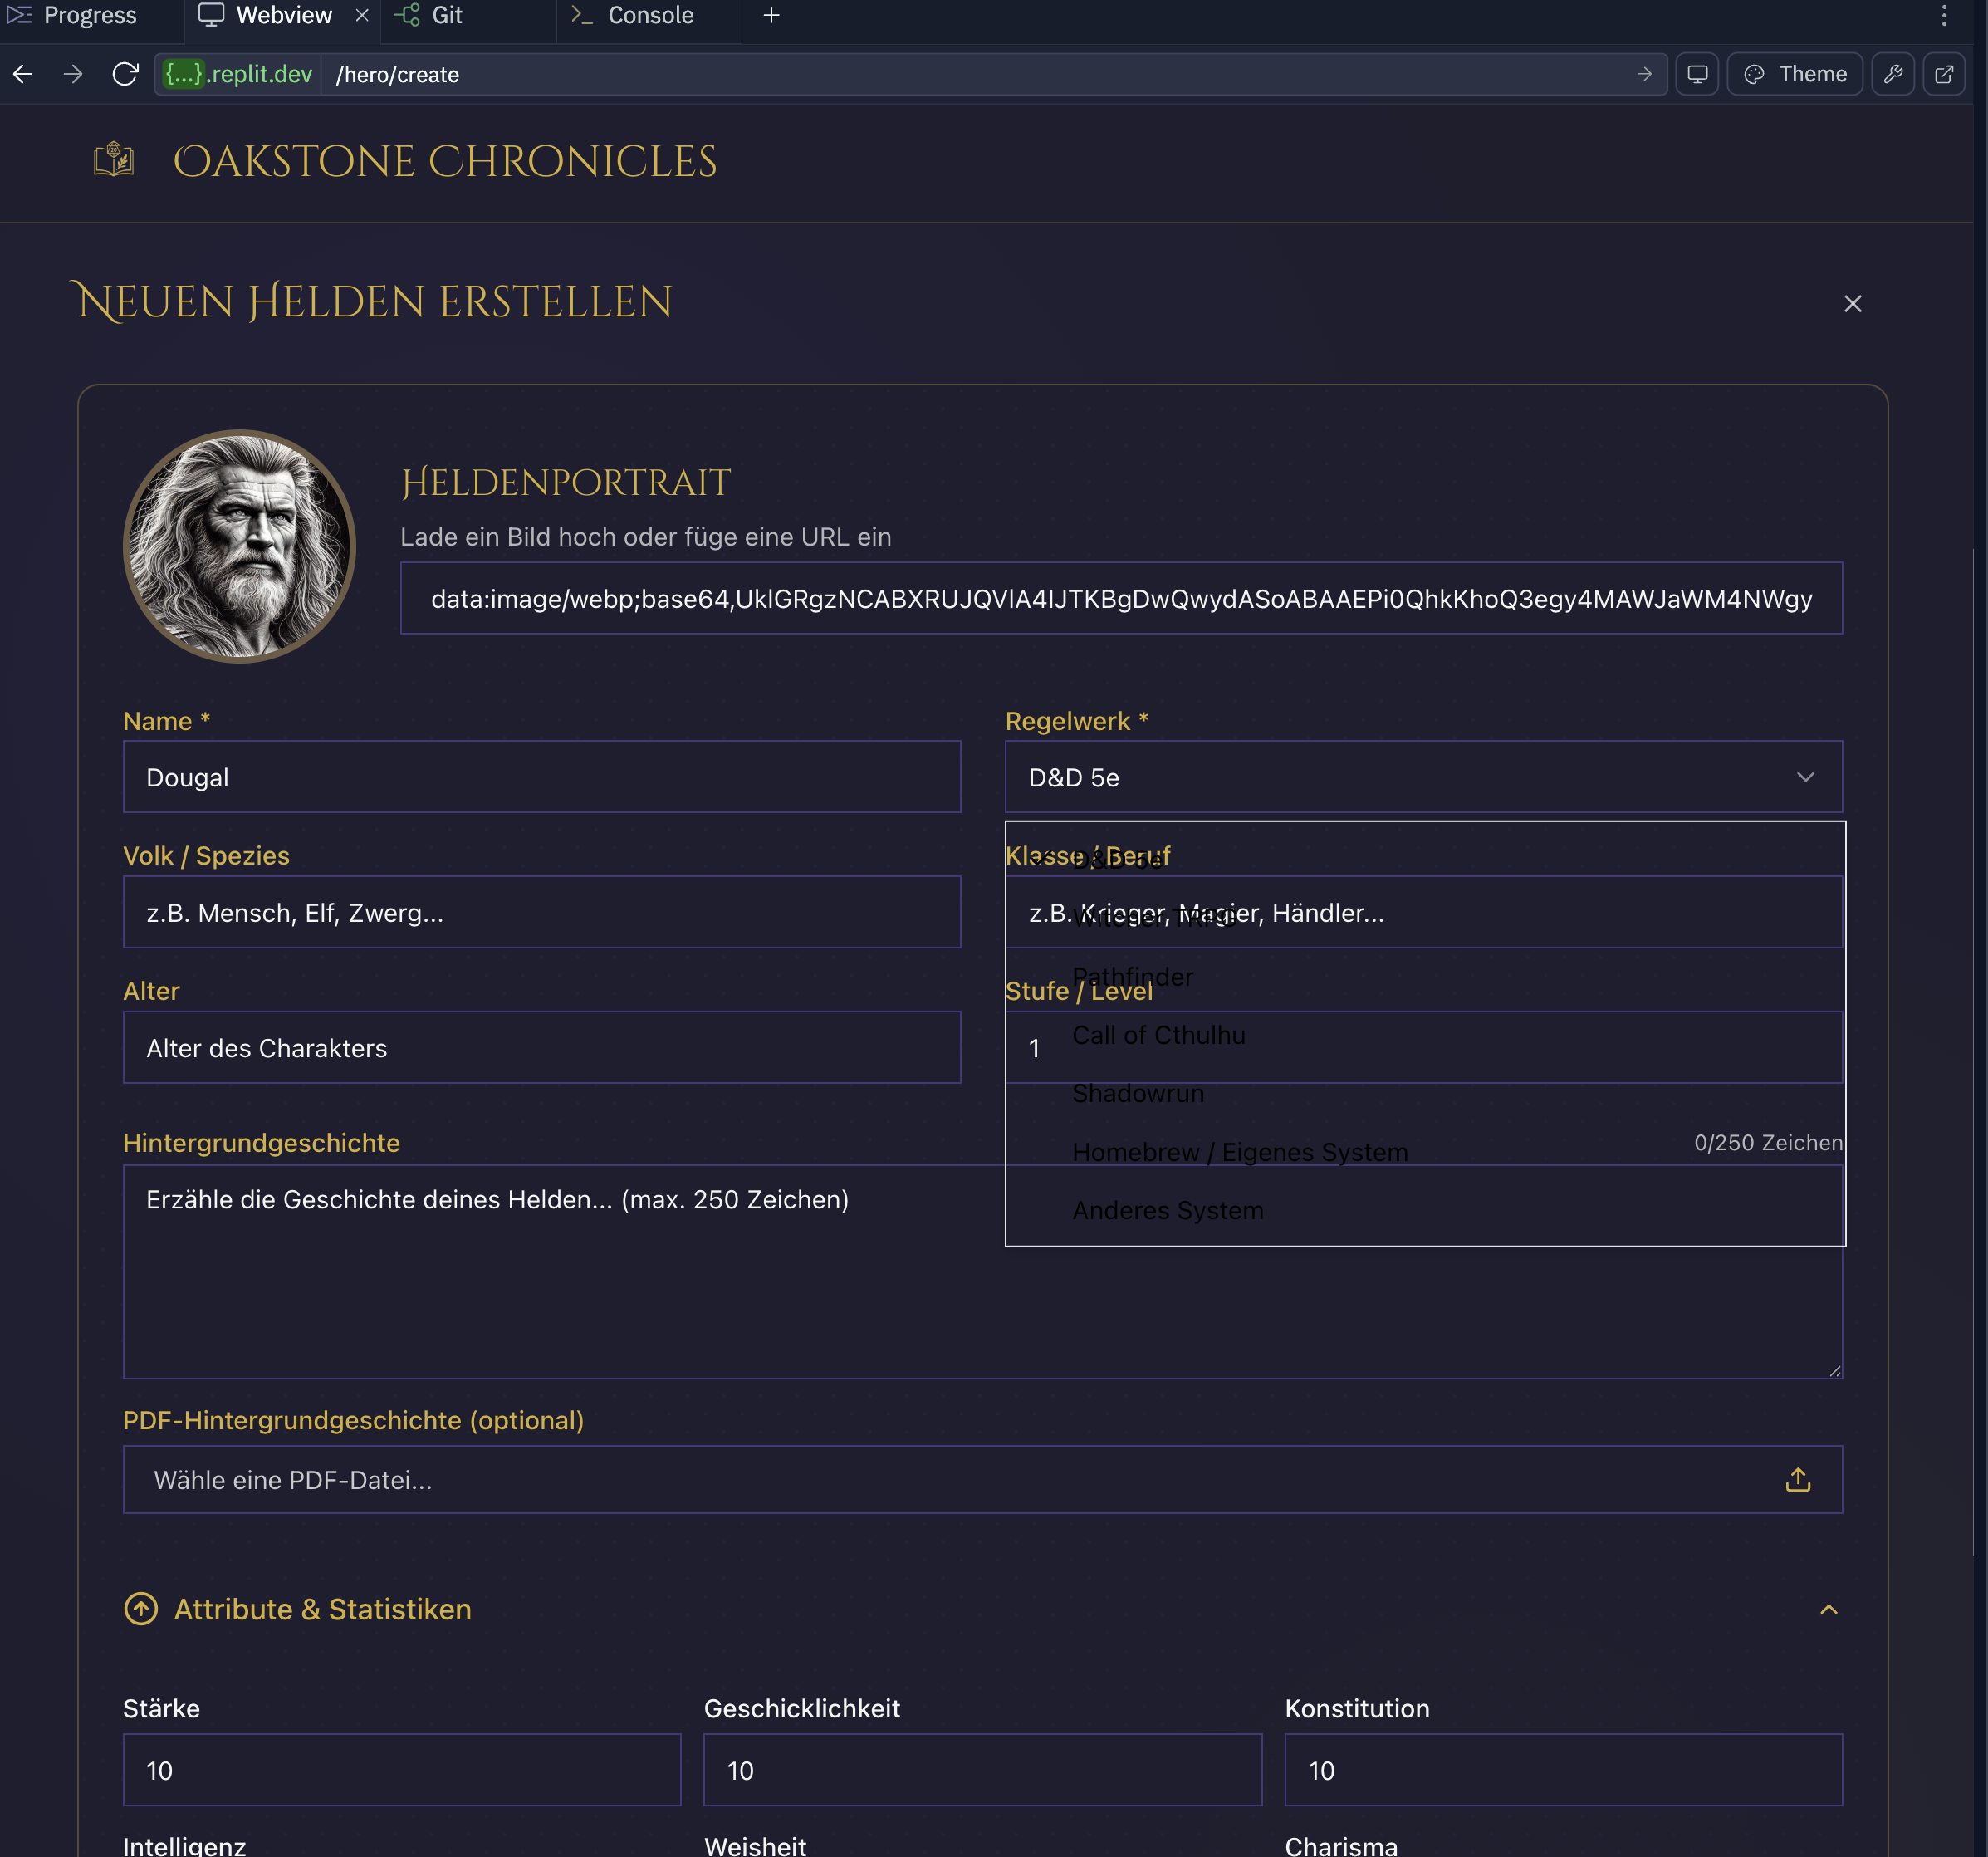 Progress
Webview
Git
Console
{...}.replit.dev
/hero/create
Theme
Oakstone Chronicles
Neuen Helden erstellen
Heldenportrait
Lade ein Bild hoch oder füge eine URL ein
data:image/webp;base64,UklGRgzNCABXRUJQVlA4IJTKBgDwQwydASoABAAEPi0QhkKhoQ3egy4MAWJaWM4NWgy
Name *
Regelwerk *
Dougal
D&D 5e
Volk / Spezies
Klasse / Beruf
D&D 5e
z.B. Mensch, Elf, Zwerg...
z.B. Krieger, Magier, Händler...
Witcher TRPG
Pathfinder
Alter
Stufe / Level
Call of Cthulhu
Alter des Charakters
1
Shadowrun
Hintergrundgeschichte
0/250 Zeichen
Homebrew / Eigenes System
Erzähle die Geschichte deines Helden... (max. 250 Zeichen)
Anderes System
PDF-Hintergrundgeschichte (optional)
Wähle eine PDF-Datei...
Attribute & Statistiken
Stärke
Geschicklichkeit
Konstitution
10
10
10
Intelligenz
Weisheit
Charisma